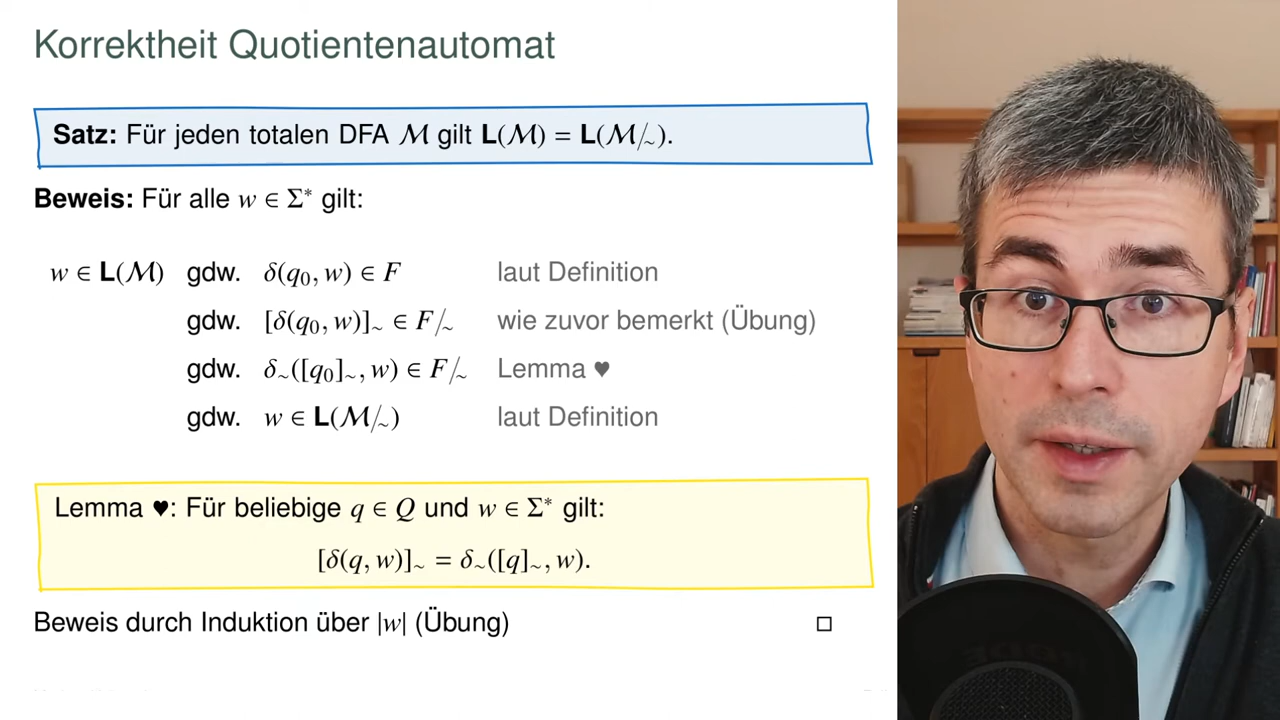 Korrektheit Quotientenautomat
Satz: Für jeden totalen DFA 𝓜 gilt L(𝓜) = L(𝓜/∼).
Beweis: Für alle w ∈ Σ* gilt:
w ∈ L(𝓜) gdw. δ(q₀, w) ∈ F laut Definition
gdw. [δ(q₀, w)]∼ ∈ F/∼ wie zuvor bemerkt (Übung)
gdw. δ∼([q₀]∼, w) ∈ F/∼ Lemma ♥
gdw. w ∈ L(𝓜/∼) laut Definition
Lemma ♥: Für beliebige q ∈ Q und w ∈ Σ* gilt:
[δ(q, w)]∼ = δ∼([q]∼, w).
Beweis durch Induktion über |w| (Übung) □
RODE